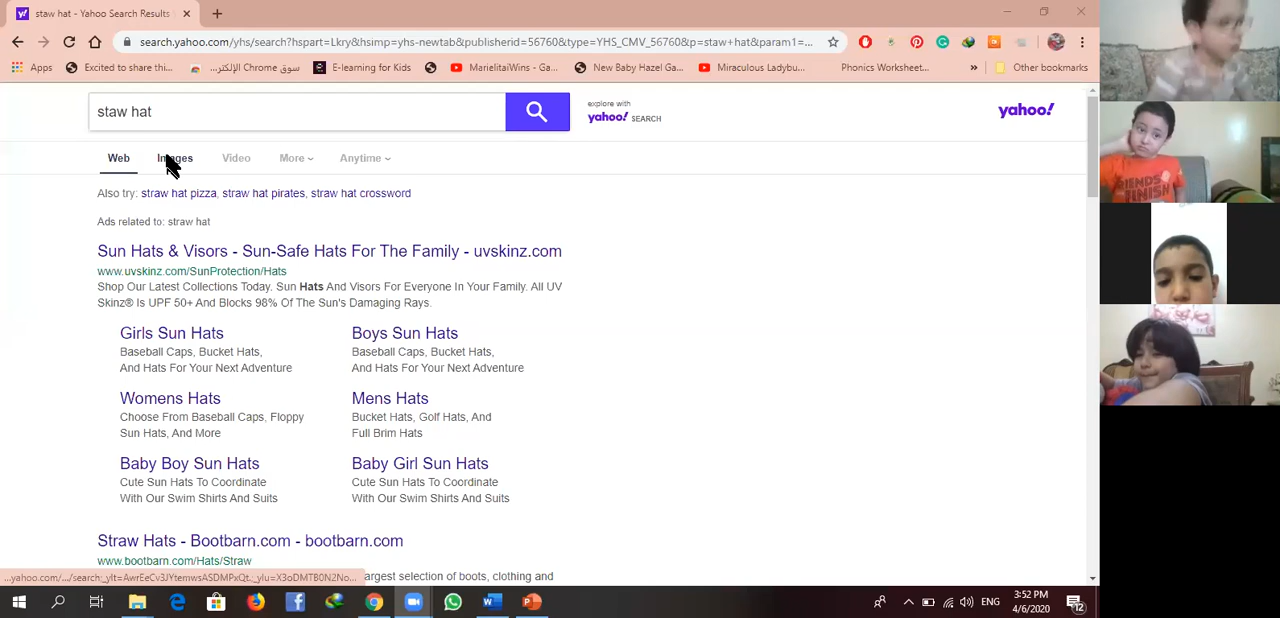 staw hat - Yahoo Search Results
search.yahoo.com/yhs/search?hspart=Lkry&hsimp=yhs-newtab&publisherid=56760&type=YHS_CMV_56760&p=staw+hat&param1=...
Apps
Excited to share thi...
سوق Chrome الإلكتر...
E-learning for Kids
MarielitaiWins - Ga...
New Baby Hazel Ga...
Miraculous Ladybu...
Phonics Worksheet...
»
Other bookmarks
staw hat
explore with
yahoo! SEARCH
yahoo!
Web
Images
Video
More
Anytime
Also try: straw hat pizza, straw hat pirates, straw hat crossword
Ads related to: straw hat
Sun Hats & Visors - Sun-Safe Hats For The Family - uvskinz.com
www.uvskinz.com/SunProtection/Hats
Shop Our Latest Collections Today. Sun Hats And Visors For Everyone In Your Family. All UV
Skinz® Is UPF 50+ And Blocks 98% Of The Sun's Damaging Rays.
Girls Sun Hats
Baseball Caps, Bucket Hats,
And Hats For Your Next Adventure
Boys Sun Hats
Baseball Caps, Bucket Hats,
And Hats For Your Next Adventure
Womens Hats
Choose From Baseball Caps, Floppy
Sun Hats, And More
Mens Hats
Bucket Hats, Golf Hats, And
Full Brim Hats
Baby Boy Sun Hats
Cute Sun Hats To Coordinate
With Our Swim Shirts And Suits
Baby Girl Sun Hats
Cute Sun Hats To Coordinate
With Our Swim Shirts And Suits
Straw Hats - Bootbarn.com - bootbarn.com
www.bootbarn.com/Hats/Straw
argest selection of boots, clothing and
FRIENDS
FINISH
ENG
3:52 PM
4/6/2020
12